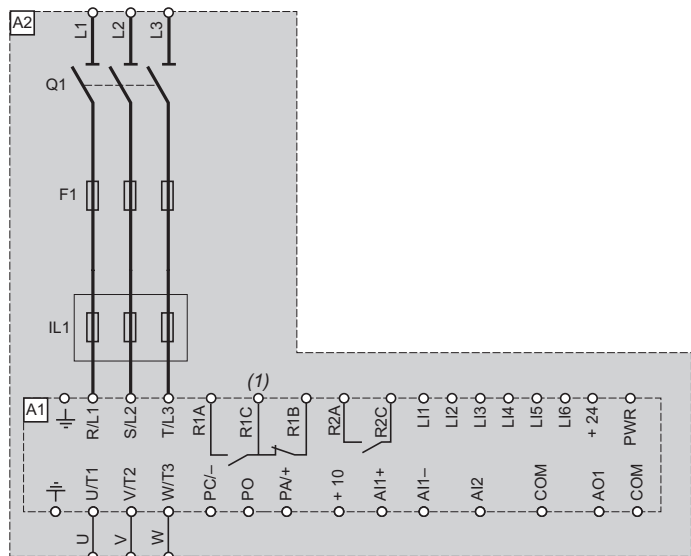 A2
L1 L2 L3
Q1
F1
IL1
(1)
A1
R/L1 S/L2 T/L3 R1A R1C R1B R2A R2C LI1 LI2 LI3 LI4 LI5 LI6 + 24 PWR
U/T1 V/T2 W/T3 PC/– PO PA/+ + 10 AI1+ AI1– AI2 COM AO1 COM
U V W